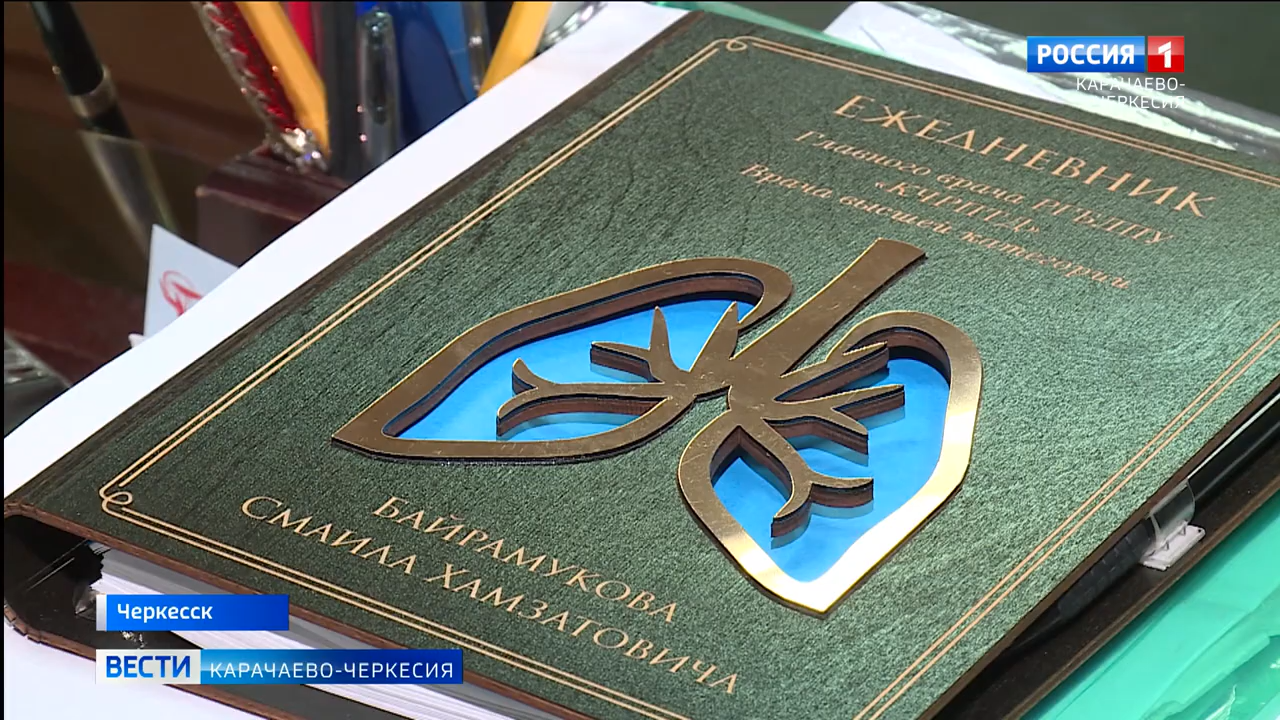 РОССИЯ 1
КАРАЧАЕВО-
ЧЕРКЕСИЯ
ЕЖЕДНЕВНИК
Главного врача РГБЛПУ
«КЧРПТД»
Врача высшей категории
БАЙРАМУКОВА
СМАИЛА ХАМЗАТОВИЧА
Черкесск
ВЕСТИ КАРАЧАЕВО-ЧЕРКЕСИЯ